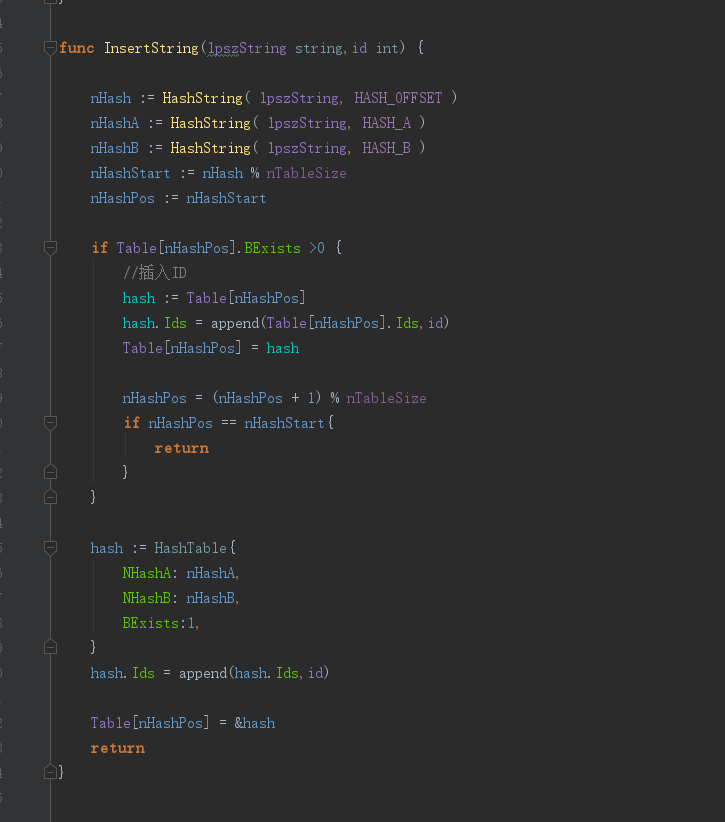 func InsertString(lpszString string,id int) {
nHash := HashString( lpszString, HASH_OFFSET )
nHashA := HashString( lpszString, HASH_A )
nHashB := HashString( lpszString, HASH_B )
nHashStart := nHash % nTableSize
nHashPos := nHashStart
if Table[nHashPos].BExists >0 {
//插入ID
hash := Table[nHashPos]
hash.Ids = append(Table[nHashPos].Ids,id)
Table[nHashPos] = hash
nHashPos = (nHashPos + 1) % nTableSize
if nHashPos == nHashStart{
return
}
}
hash := HashTable{
NHashA: nHashA,
NHashB: nHashB,
BExists:1,
}
hash.Ids = append(hash.Ids,id)
Table[nHashPos] = &hash
return
}